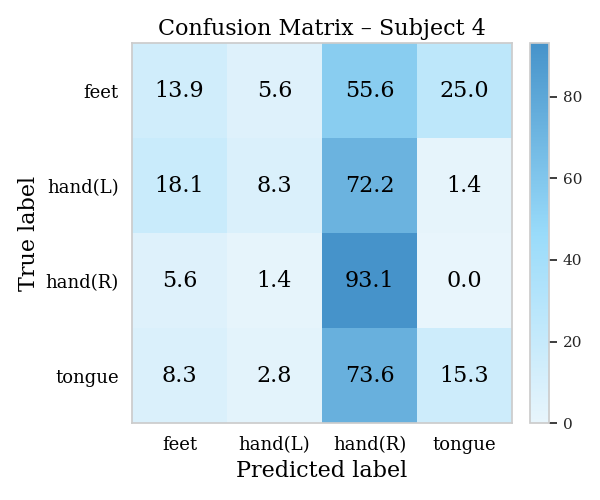 Confusion Matrix – Subject 4
True label
feet 13.9 5.6 55.6 25.0
hand(L) 18.1 8.3 72.2 1.4
hand(R) 5.6 1.4 93.1 0.0
tongue 8.3 2.8 73.6 15.3
feet hand(L) hand(R) tongue
Predicted label
80
60
40
20
0